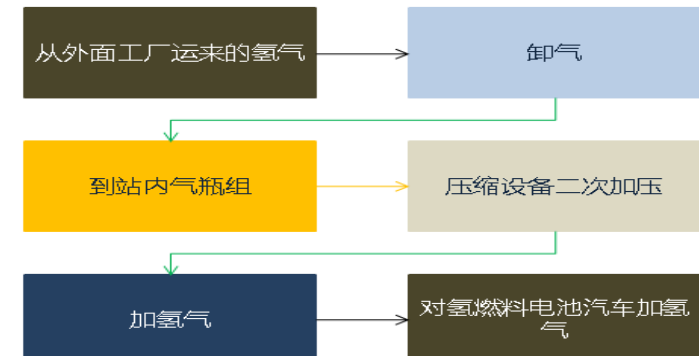 从外面工厂运来的氢气
卸气
到站内气瓶组
压缩设备二次加压
加氢气
对氢燃料电池汽车加氢
气